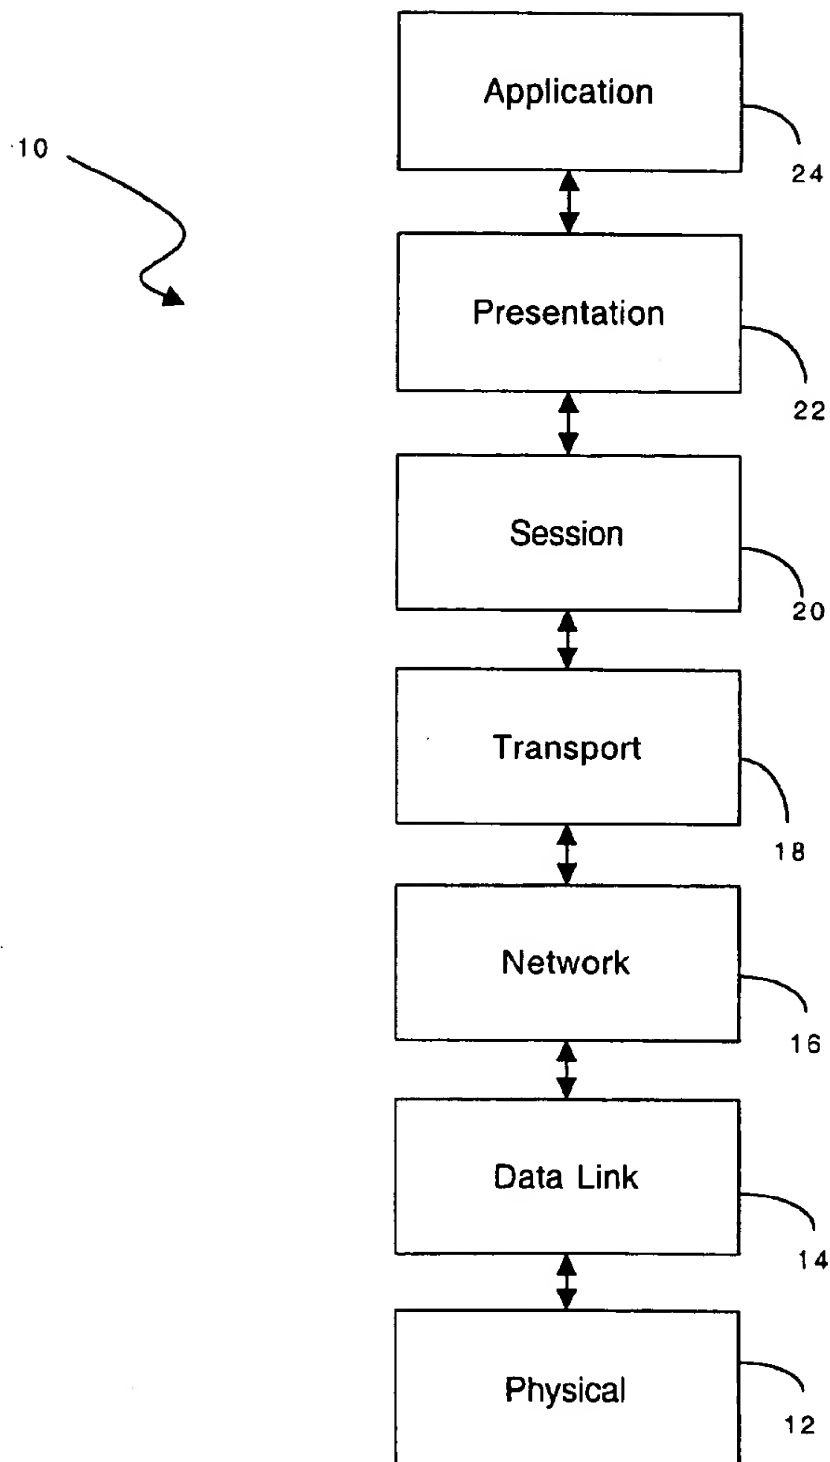 Application
10
24
Presentation
22
Session
20
Transport
18
Network
16
Data Link
14
Physical
12